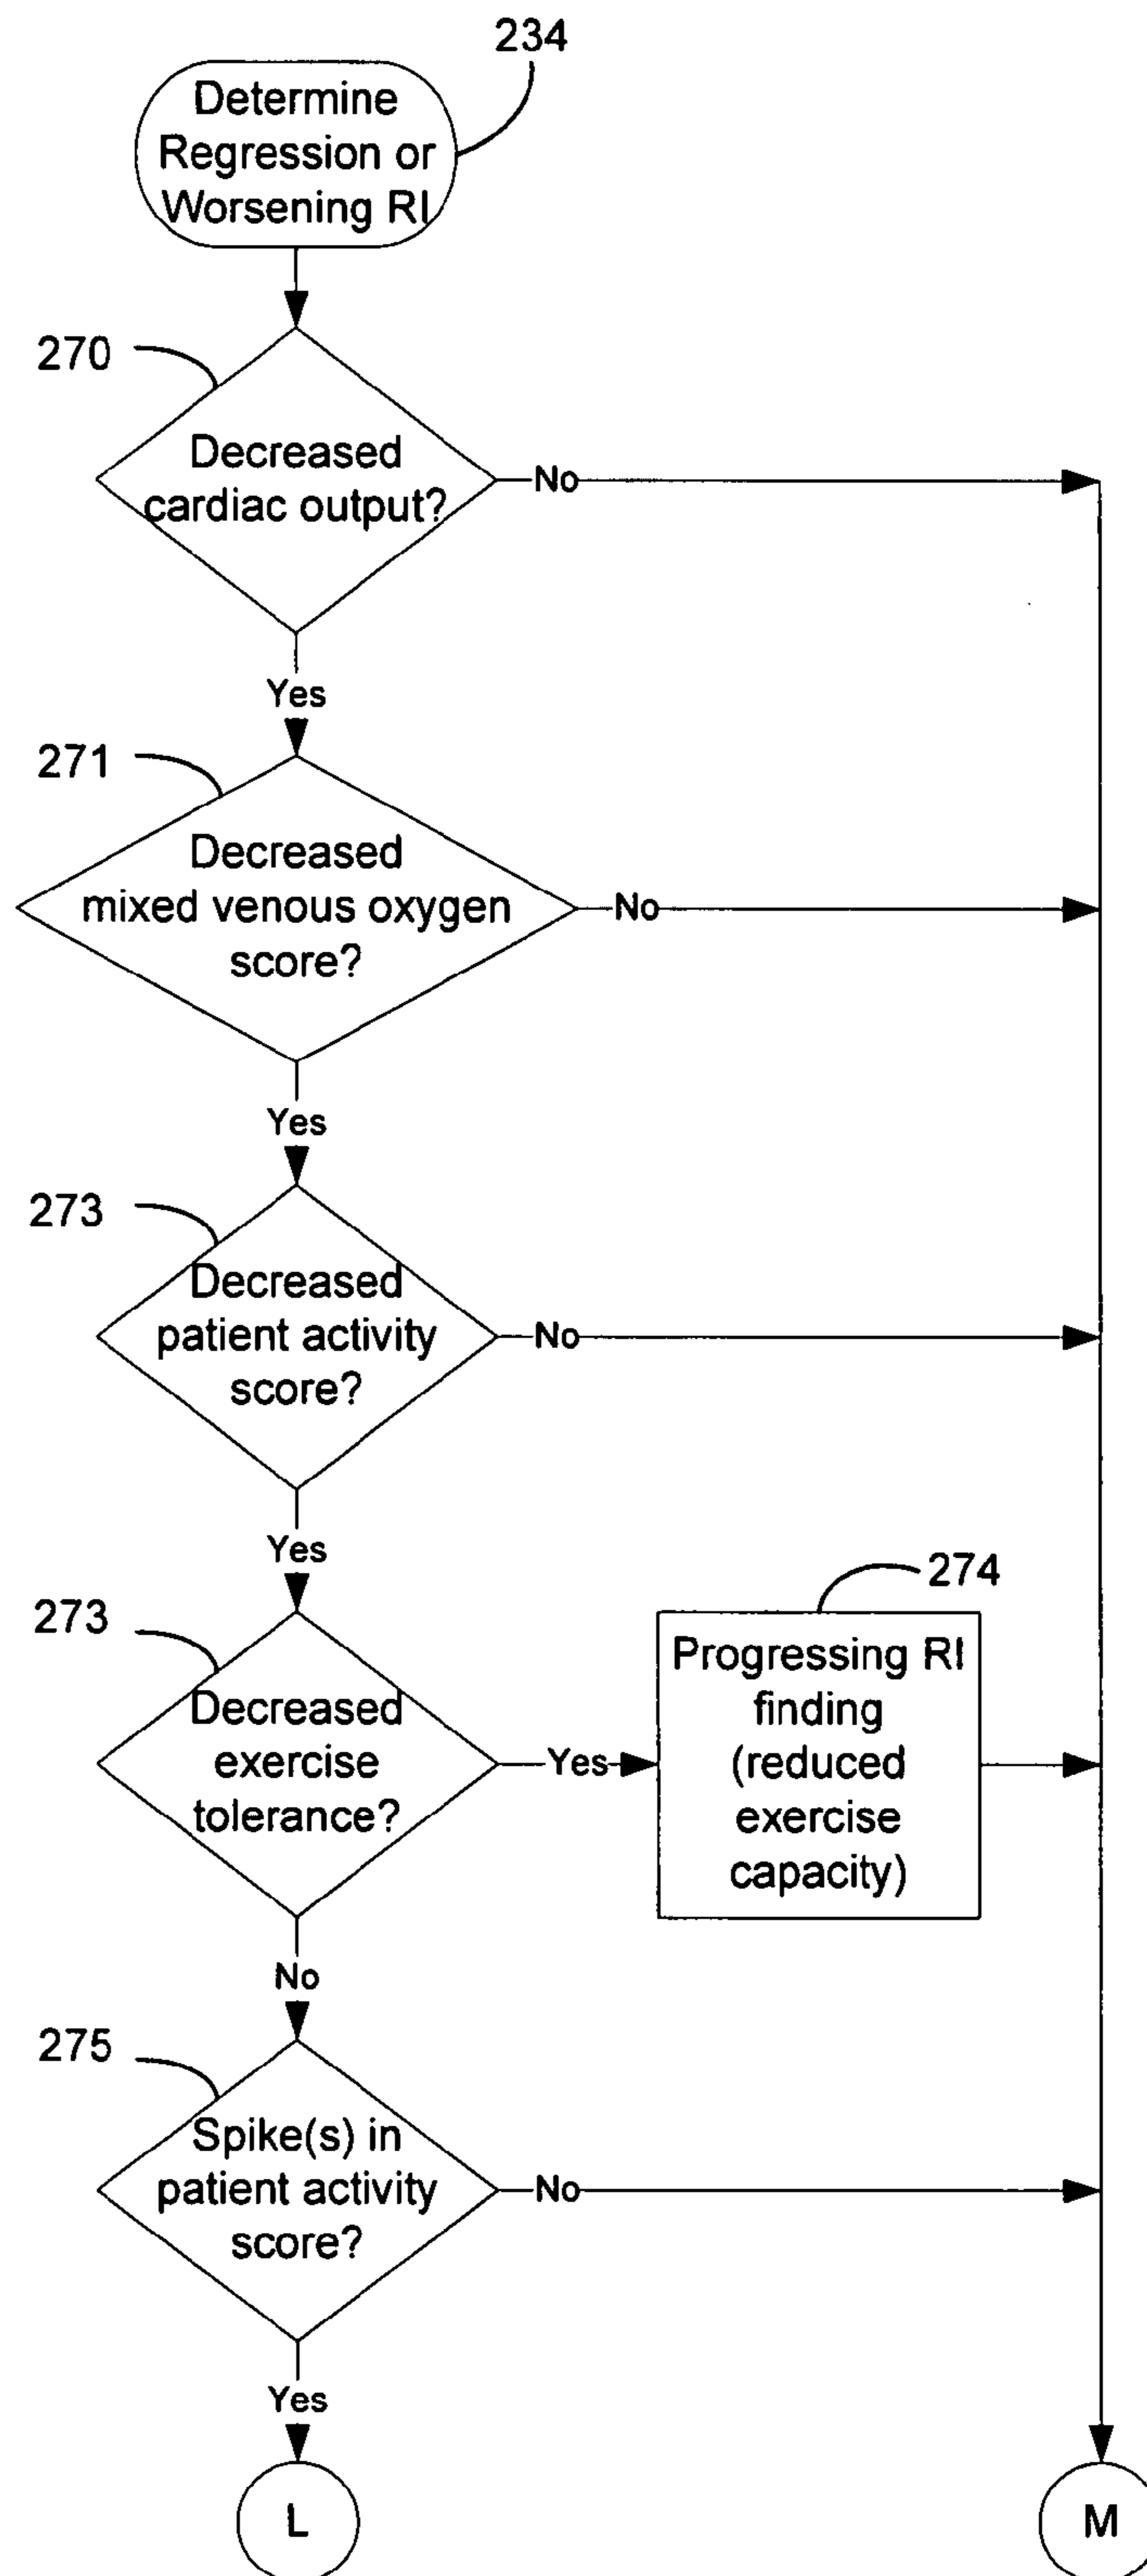 234
Determine
Regression or
Worsening RI
270
Decreased
cardiac output?
No
Yes
271
Decreased
mixed venous oxygen
score?
No
Yes
273
Decreased
patient activity
score?
No
Yes
273
Decreased
exercise
tolerance?
Yes
274
Progressing RI
finding
(reduced
exercise
capacity)
No
275
Spike(s) in
patient activity
score?
No
Yes
L
M